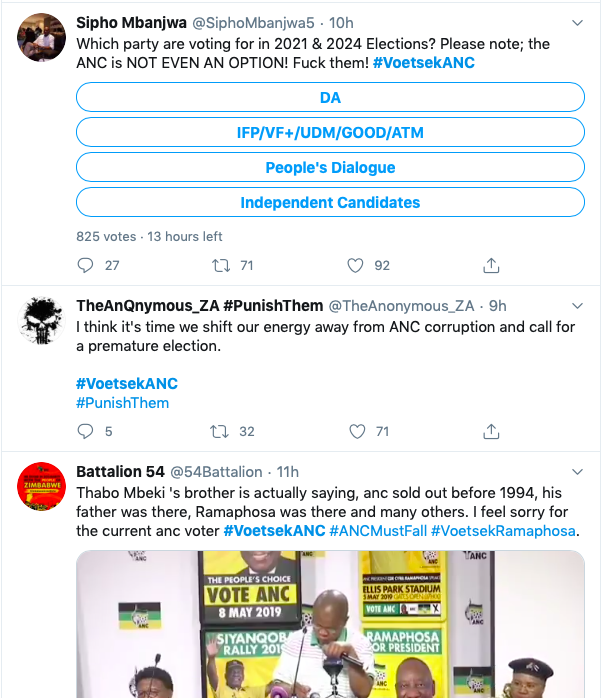 Sipho Mbanjwa @SiphoMbanjwa5 · 10h
Which party are voting for in 2021 & 2024 Elections? Please note; the
ANC is NOT EVEN AN OPTION! Fuck them! #VoetsekANC
DA
IFP/VF+/UDM/GOOD/ATM
People's Dialogue
Independent Candidates
825 votes · 13 hours left
27 71 92
TheAnQnymous_ZA #PunishThem @TheAnonymous_ZA · 9h
I think it's time we shift our energy away from ANC corruption and call for
a premature election.
#VoetsekANC
#PunishThem
5 32 71
ZIMBABWE
Battalion 54 @54Battalion · 11h
Thabo Mbeki 's brother is actually saying, anc sold out before 1994, his
father was there, Ramaphosa was there and many others. I feel sorry for
the current anc voter #VoetsekANC #ANCMustFall #VoetsekRamaphosa.
THE PEOPLE'S CHOICE
VOTE ANC
8 MAY 2019
ELLIS PARK STADIUM
5 MAY 2019
VOTE ANC X
ANC
ANC
ANC
SIYANQOBA
RALLY 2019
RAMAPHOSA
OR PRESIDENT